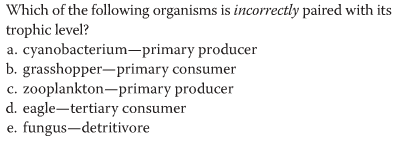 Which of the following organisms is incorrectly paired with its
trophic level?
a. cyanobacterium—primary producer
b. grasshopper—primary consumer
c. zooplankton—primary producer
d. eagle—tertiary consumer
e. fungus—detritivore